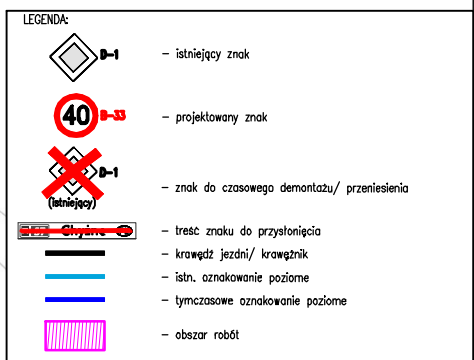 LEGENDA:
D-1 – istniejący znak
40 B-33 – projektowany znak
D-1
(istniejący) – znak do czasowego demontażu/ przeniesienia
Chyżne – treść znaku do przysłonięcia
– krawędź jezdni/ krawężnik
– istn. oznakowanie poziome
– tymczasowe oznakowanie poziome
– obszar robót